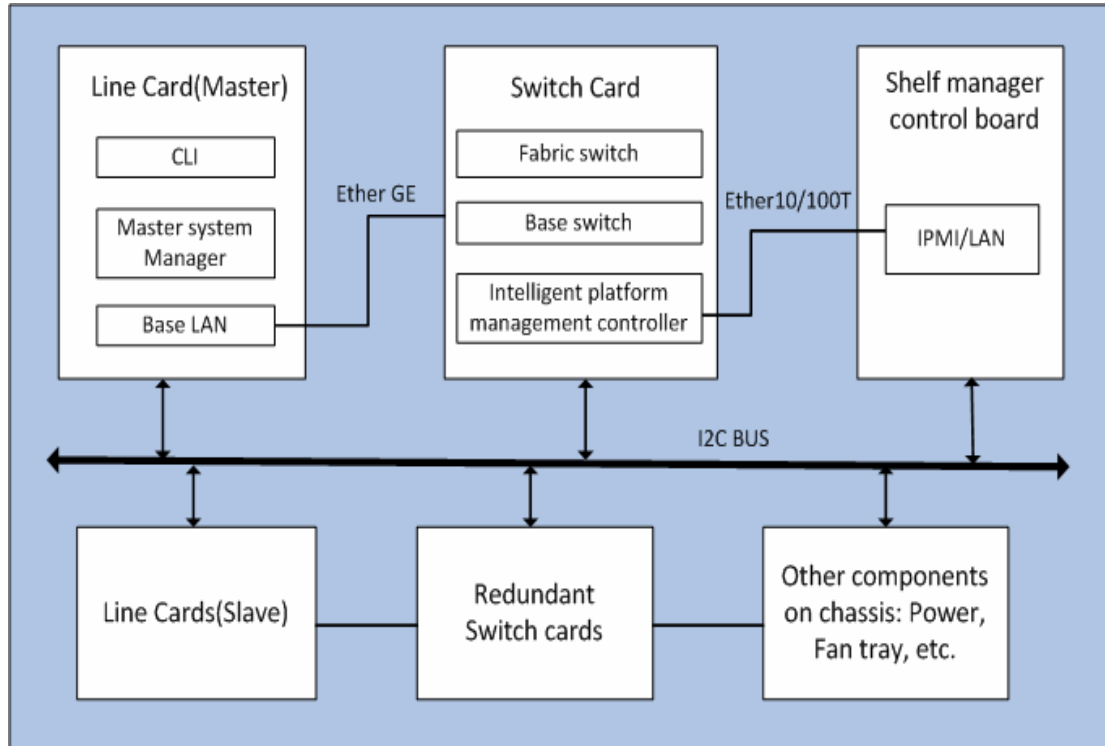 Line Card(Master)
CLI
Master system
Manager
Base LAN
Ether GE
Switch Card
Fabric switch
Base switch
Intelligent platform
management controller
Ether10/100T
Shelf manager
control board
IPMI/LAN
I2C BUS
Line Cards(Slave)
Redundant
Switch cards
Other components
on chassis: Power,
Fan tray, etc.